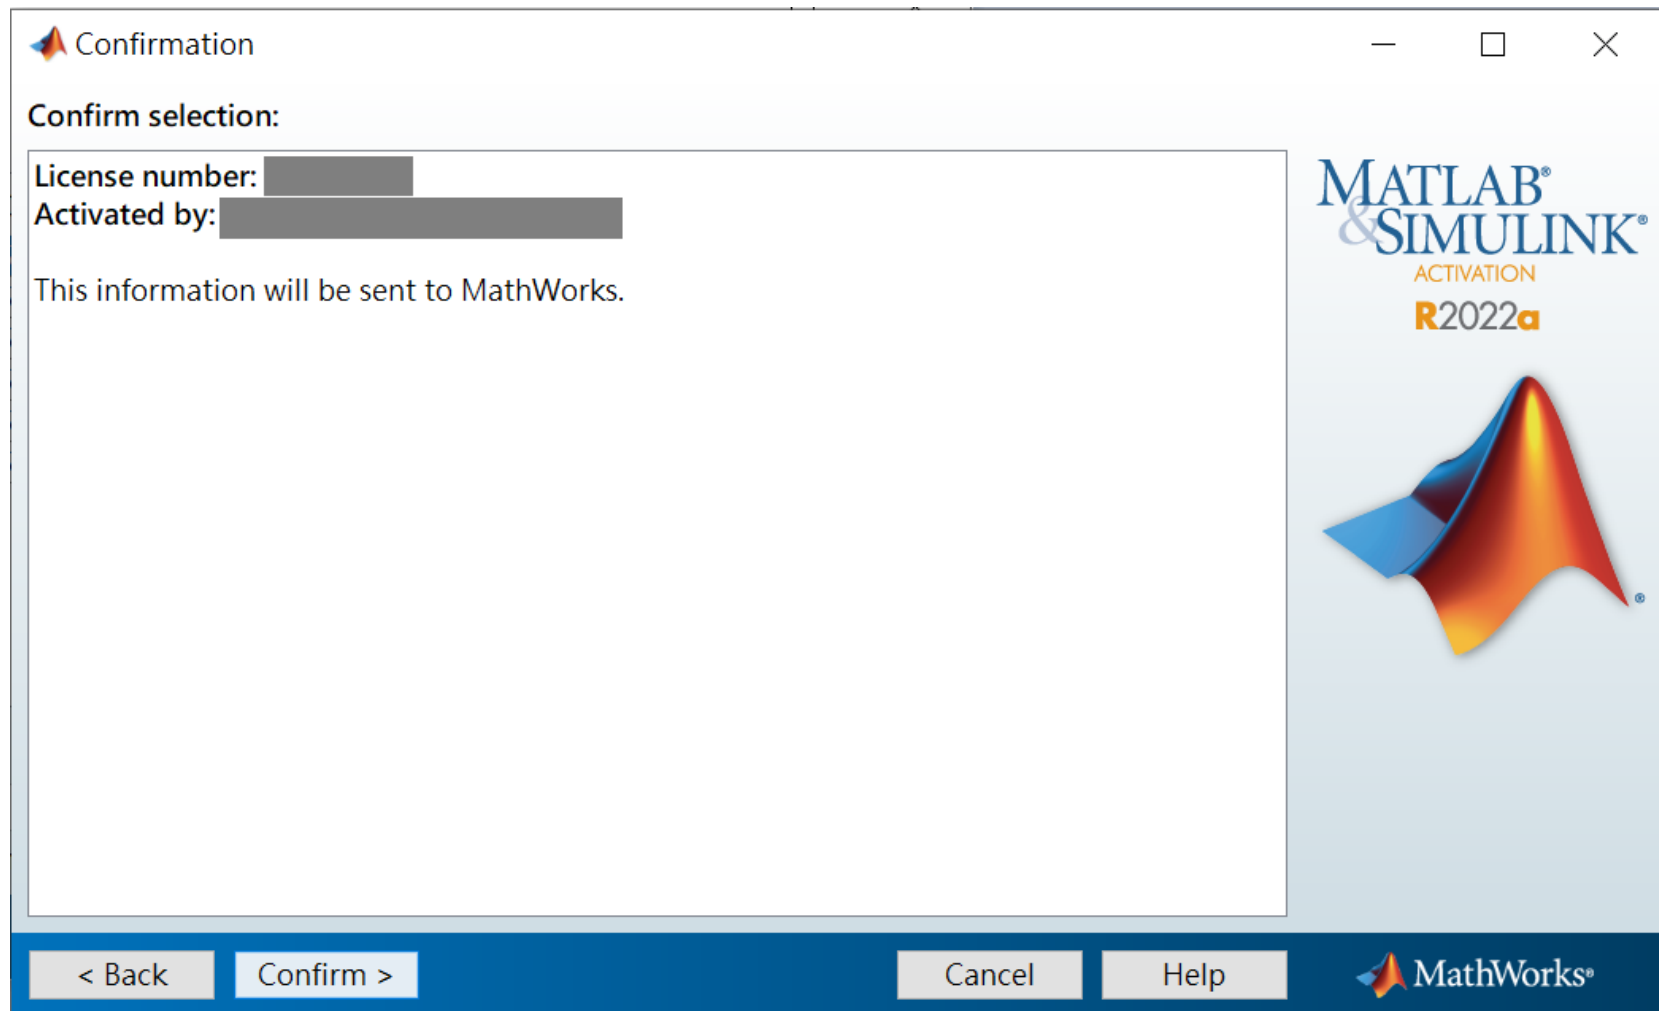 Confirmation
Confirm selection:
License number:
Activated by:
This information will be sent to MathWorks.
MATLAB®
&SIMULINK®
ACTIVATION
R2022a
®
< Back
Confirm >
Cancel
Help
MathWorks®